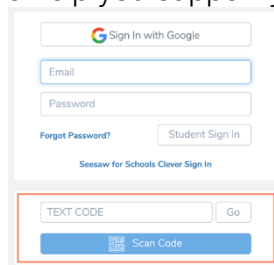 Sign In with Google
Email
Password
Forgot Password?
Student Sign In
Seesaw for Schools Clever Sign In
TEXT CODE
Go
Scan Code